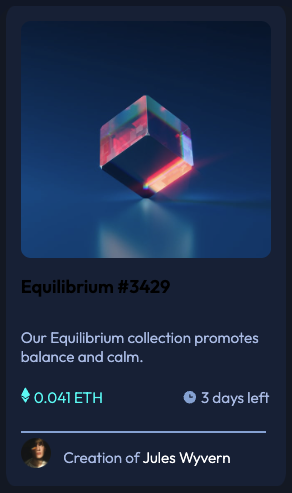 Equilibrium #3429
Our Equilibrium collection promotes
balance and calm.
0.041 ETH
3 days left
Creation of Jules Wyvern